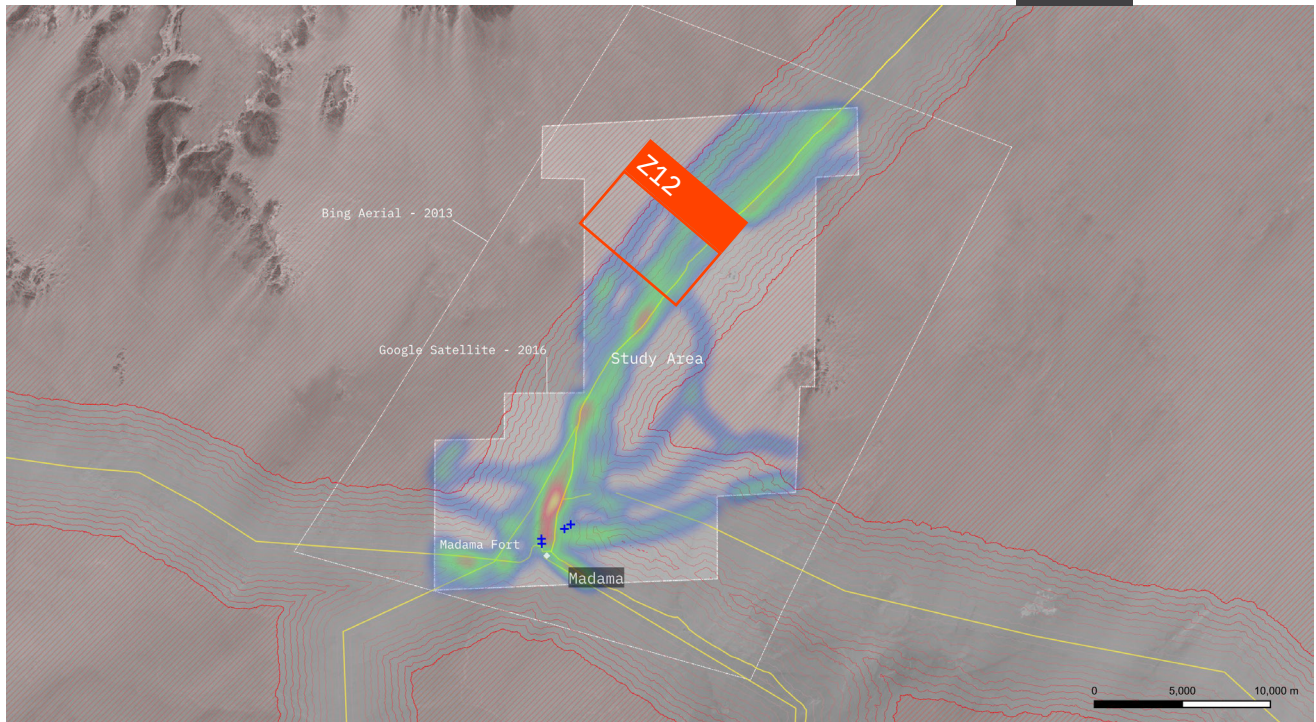 Z12
Bing Aerial - 2013
Google Satellite - 2016
Study Area
Madama Fort
Madama
0 5,000 10,000 m